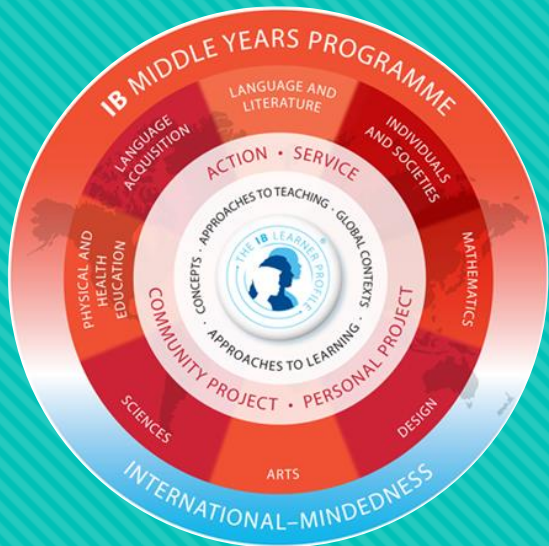 IB MIDDLE YEARS PROGRAMME
LANGUAGE AND
LITERATURE
LANGUAGE
ACQUISITION
INDIVIDUALS
AND SOCIETIES
PHYSICAL AND
HEALTH
EDUCATION
MATHEMATICS
SCIENCES
DESIGN
ARTS
ACTION • SERVICE
COMMUNITY PROJECT • PERSONAL PROJECT
APPROACHES TO TEACHING
GLOBAL CONTEXTS
CONCEPTS
APPROACHES TO LEARNING
THE IB LEARNER PROFILE ®
INTERNATIONAL–MINDEDNESS